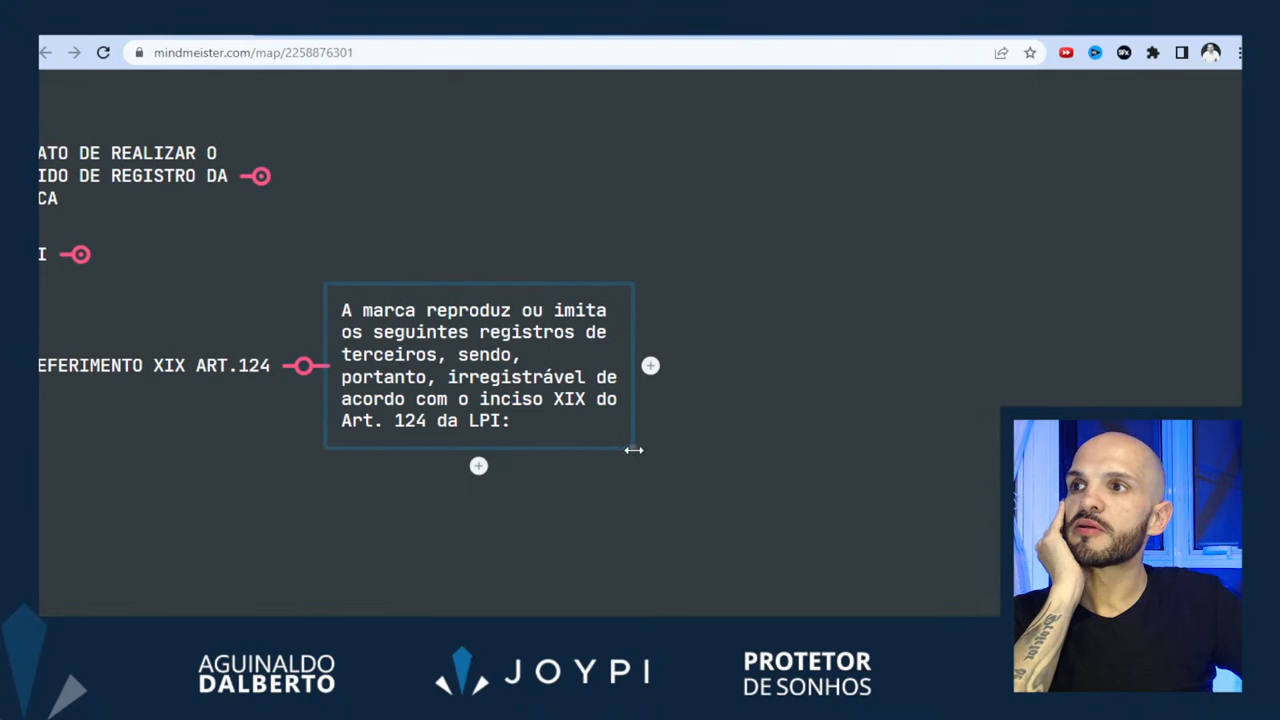 mindmeister.com/map/2258876301
ATO DE REALIZAR O
IDO DE REGISTRO DA
CA
I
EFERIMENTO XIX ART.124
A marca reproduz ou imita
os seguintes registros de
terceiros, sendo,
portanto, irregistrável de
acordo com o inciso XIX do
Art. 124 da LPI:
AGUINALDO
DALBERTO
JOYPI
PROTETOR
DE SONHOS